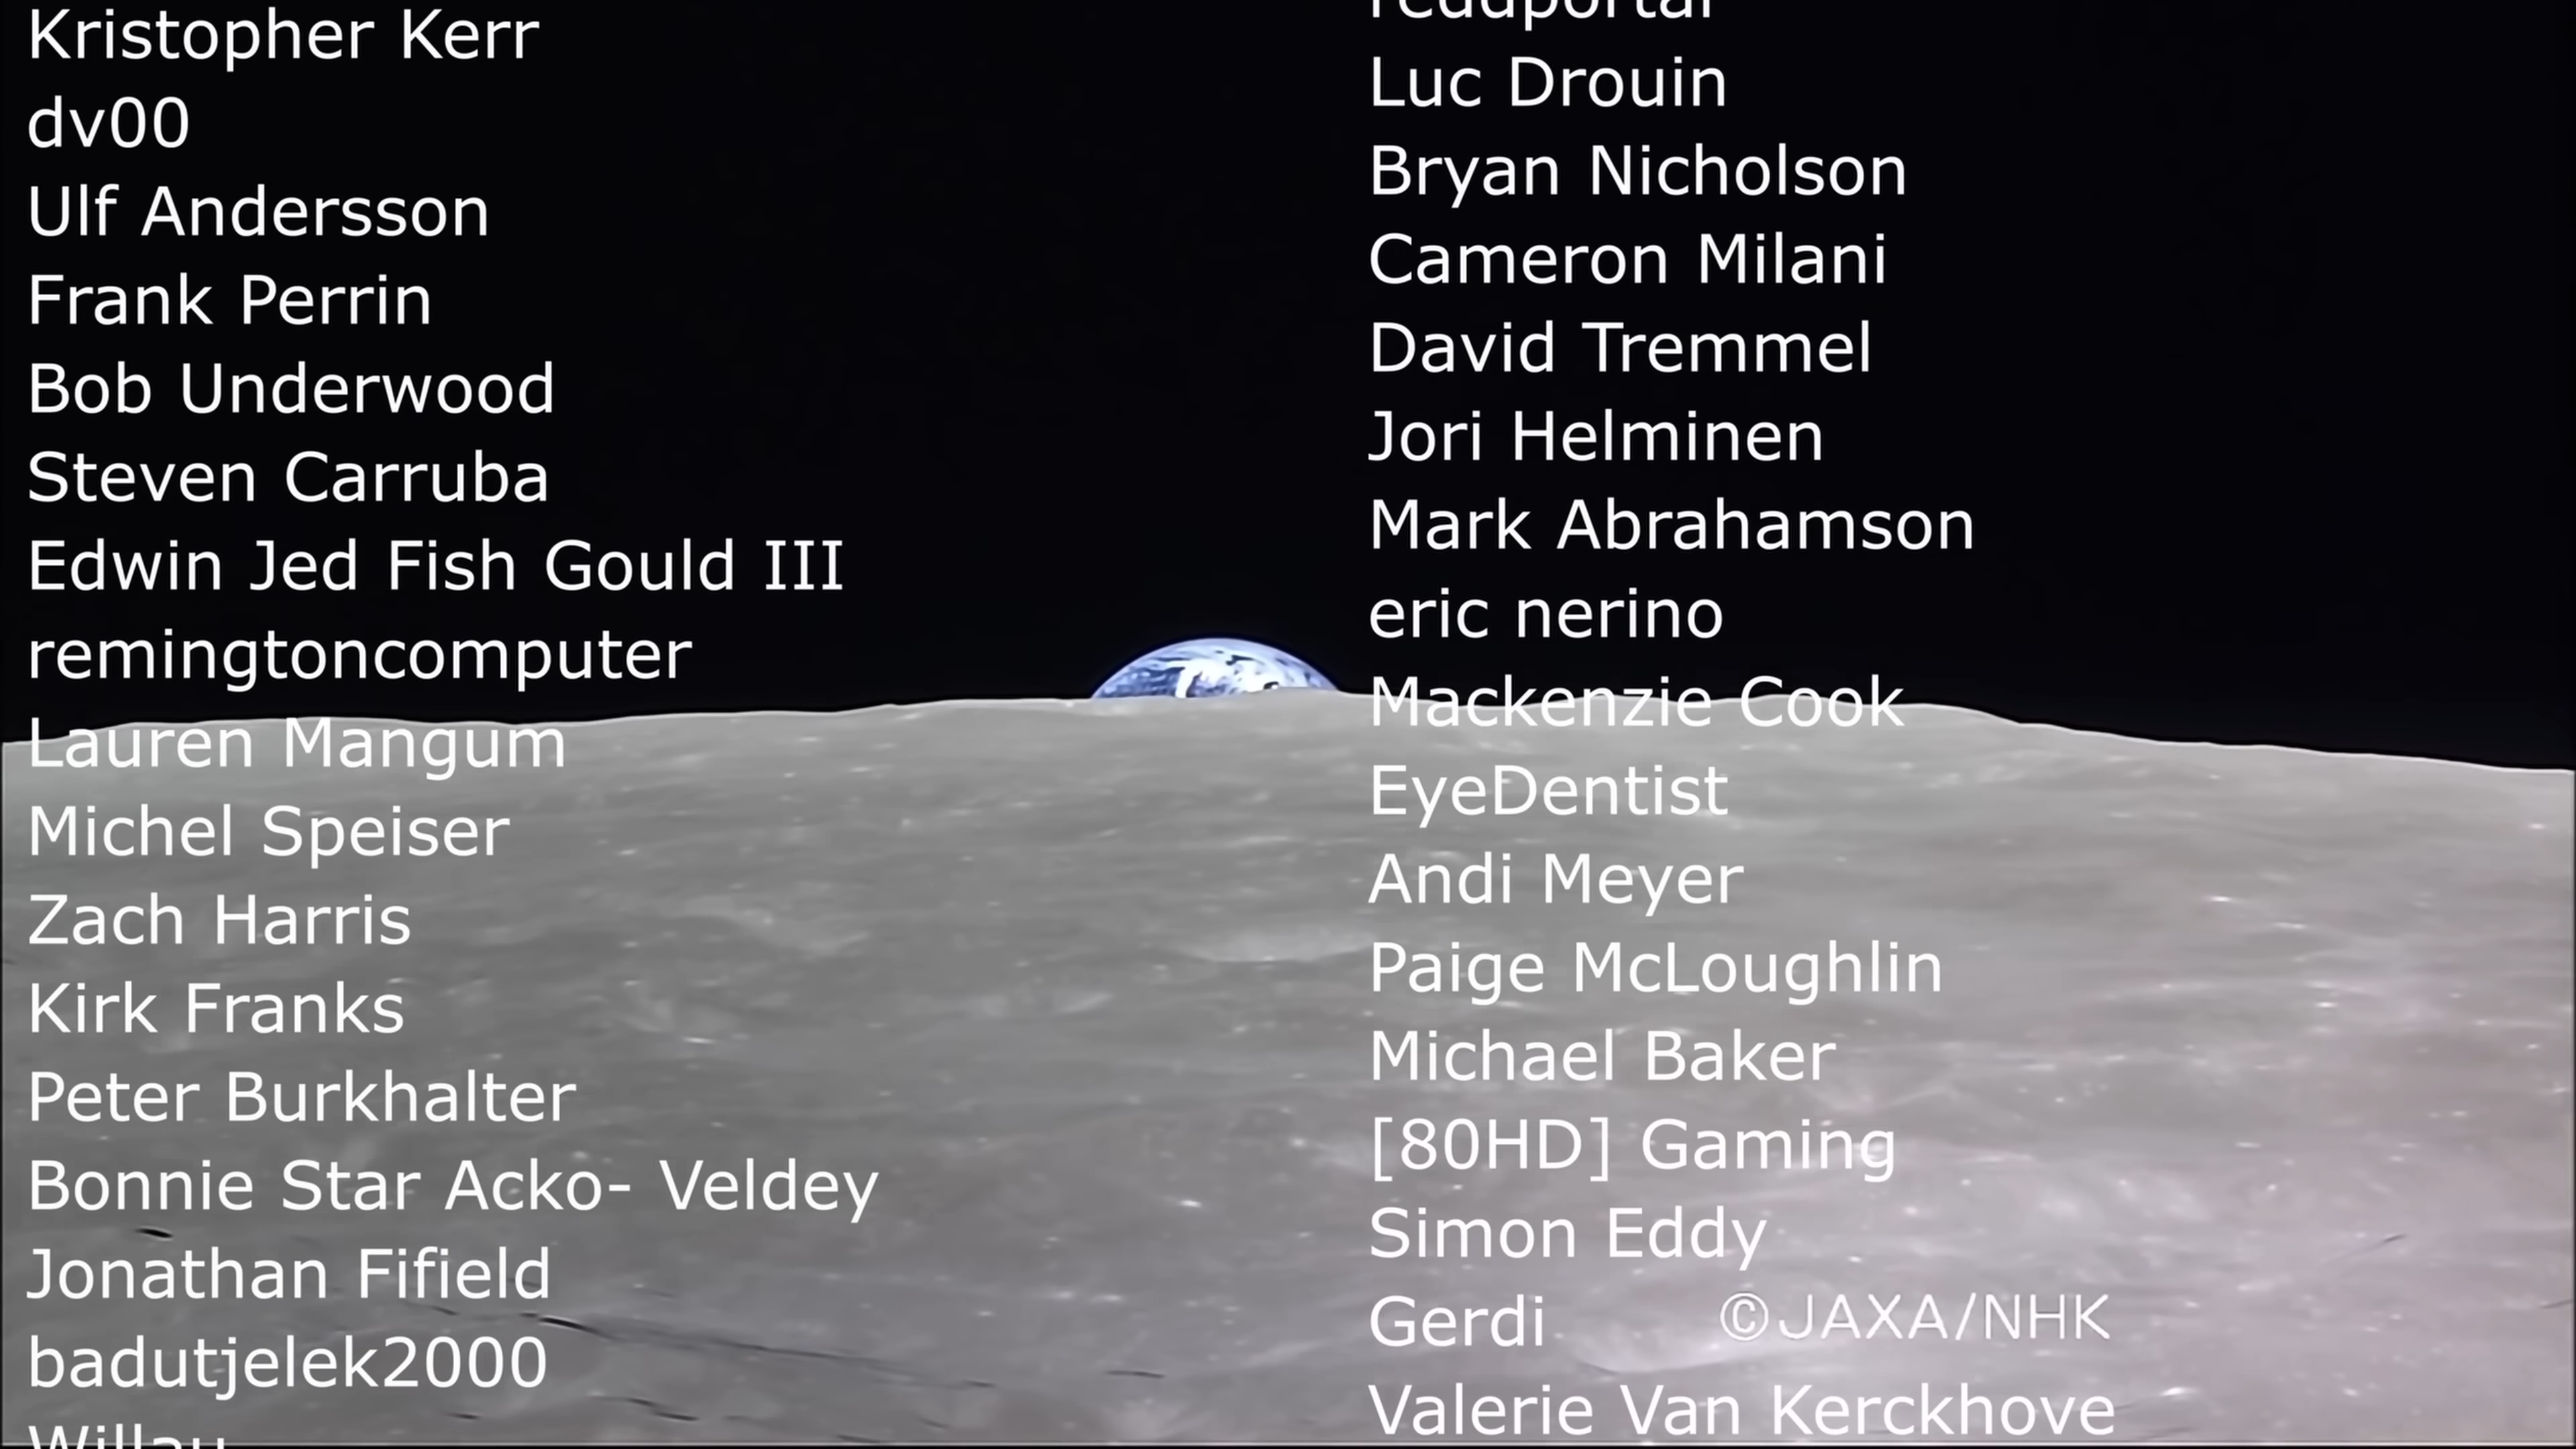 Kristopher Kerr
dv00
Ulf Andersson
Frank Perrin
Bob Underwood
Steven Carruba
Edwin Jed Fish Gould III
remingtoncomputer
Lauren Mangum
Michel Speiser
Zach Harris
Kirk Franks
Peter Burkhalter
Bonnie Star Acko- Veldey
Jonathan Fifield
badutjelek2000
Luc Drouin
Bryan Nicholson
Cameron Milani
David Tremmel
Jori Helminen
Mark Abrahamson
eric nerino
Mackenzie Cook
EyeDentist
Andi Meyer
Paige McLoughlin
Michael Baker
[80HD] Gaming
Simon Eddy
Gerdi
©JAXA/NHK
Valerie Van Kerckhove